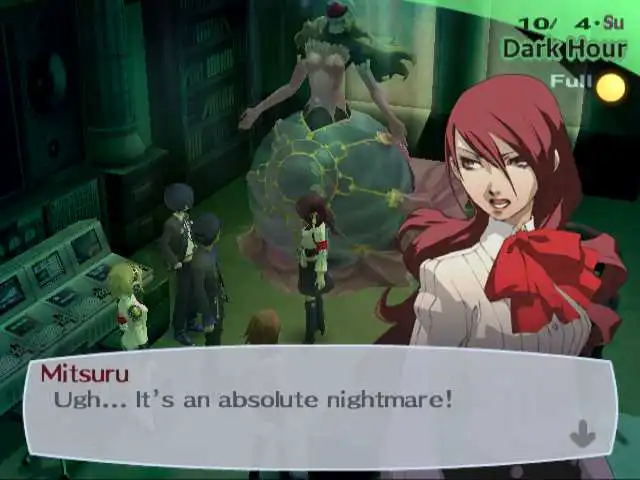 10/ 4・Su
Dark Hour
Full
Mitsuru
Ugh... It's an absolute nightmare!